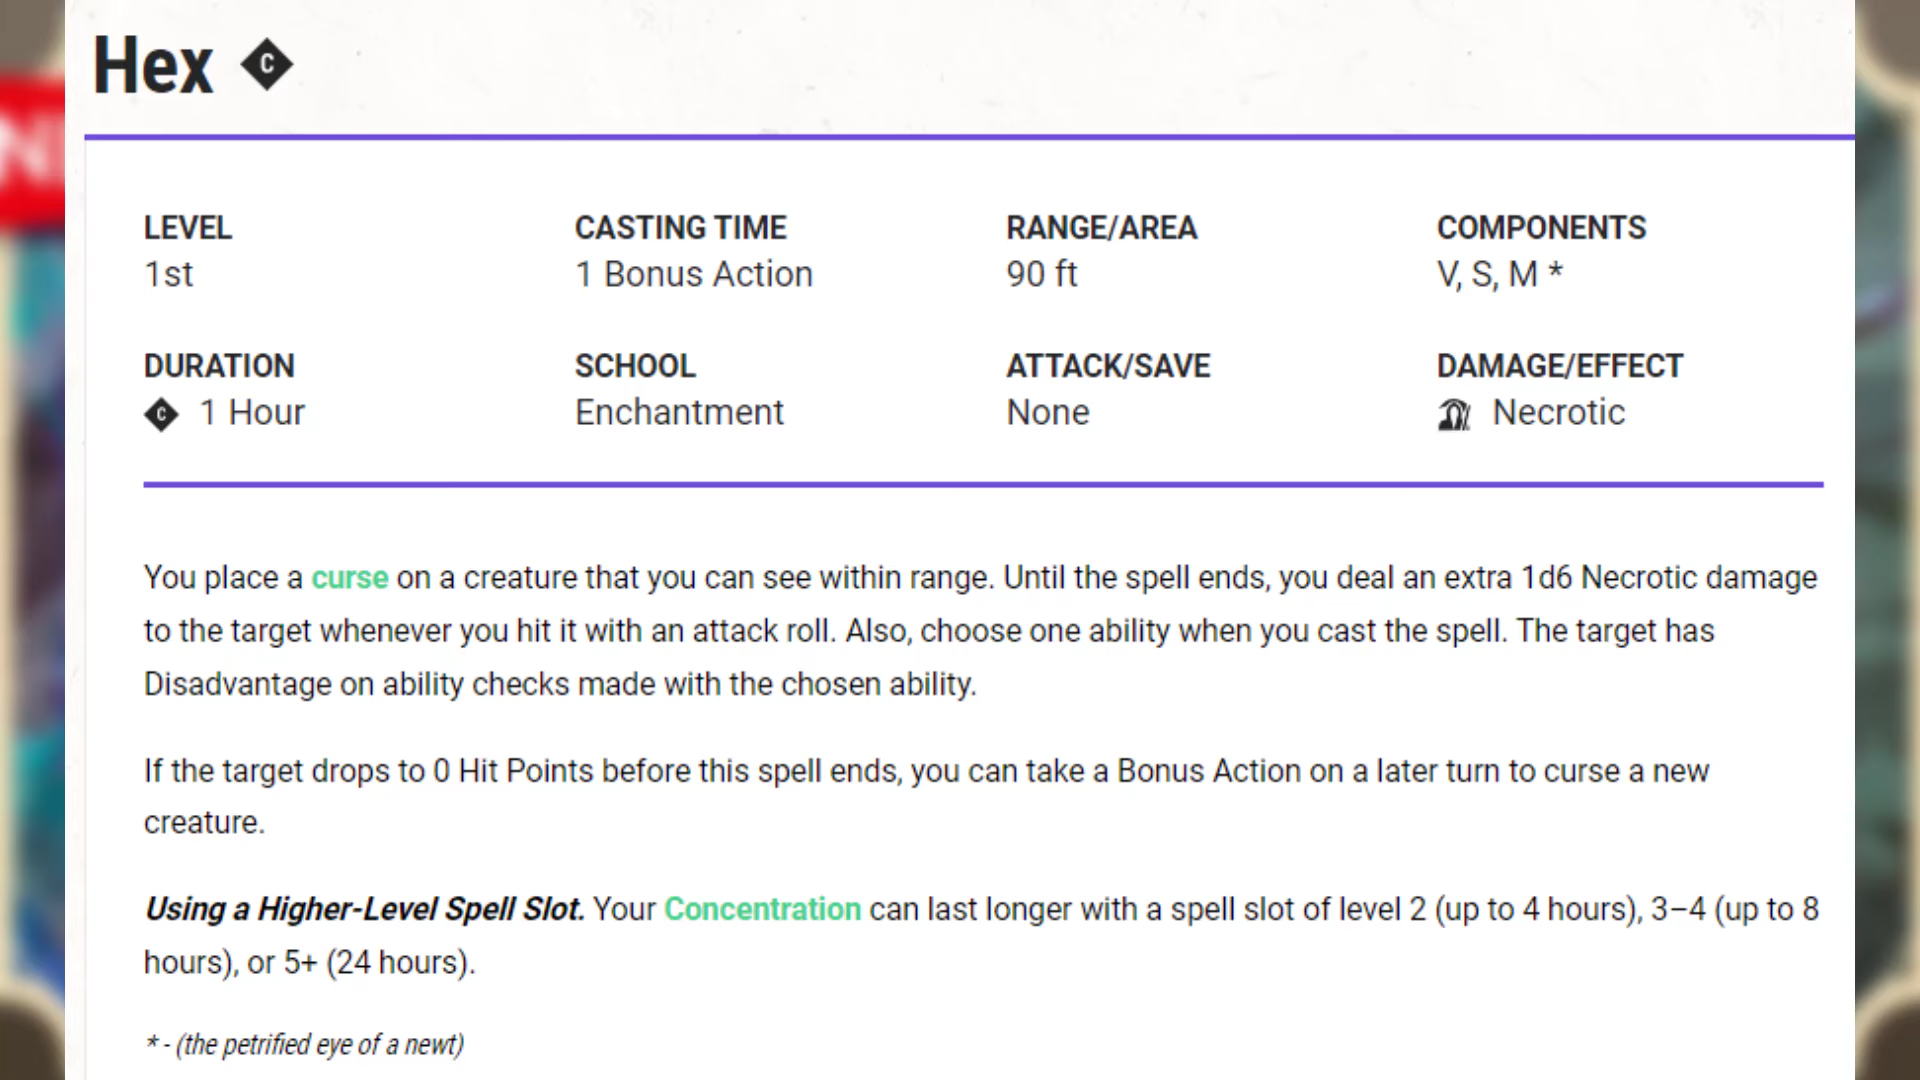 Hex C
LEVEL CASTING TIME RANGE/AREA COMPONENTS
1st 1 Bonus Action 90 ft V, S, M *
DURATION SCHOOL ATTACK/SAVE DAMAGE/EFFECT
C 1 Hour Enchantment None Necrotic
You place a curse on a creature that you can see within range. Until the spell ends, you deal an extra 1d6 Necrotic damage
to the target whenever you hit it with an attack roll. Also, choose one ability when you cast the spell. The target has
Disadvantage on ability checks made with the chosen ability.
If the target drops to 0 Hit Points before this spell ends, you can take a Bonus Action on a later turn to curse a new
creature.
Using a Higher-Level Spell Slot. Your Concentration can last longer with a spell slot of level 2 (up to 4 hours), 3–4 (up to 8
hours), or 5+ (24 hours).
* - (the petrified eye of a newt)